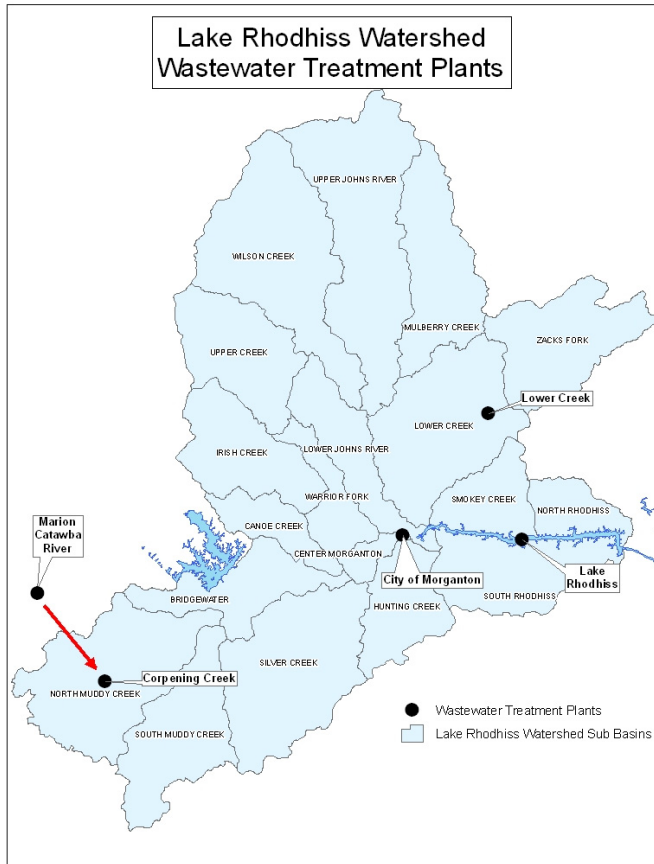 Lake Rhodhiss Watershed
Wastewater Treatment Plants
UPPER JOHNS RIVER
WILSON CREEK
MULBERRY CREEK
ZACKS FORK
UPPER CREEK
Lower Creek
LOWER CREEK
LOWER JOHNS RIVER
IRISH CREEK
WARRIOR FORK
SMOKEY CREEK
NORTH RHODHISS
Marion
Catawba
River
CANOE CREEK
CENTER MORGANTON
City of Morganton
Lake
Rhodhiss
BRIDGEWATER
SOUTH RHODHISS
HUNTING CREEK
SILVER CREEK
Corpening Creek
NORTH MUDDY CREEK
SOUTH MUDDY CREEK
Wastewater Treatment Plants
Lake Rhodhiss Watershed Sub Basins